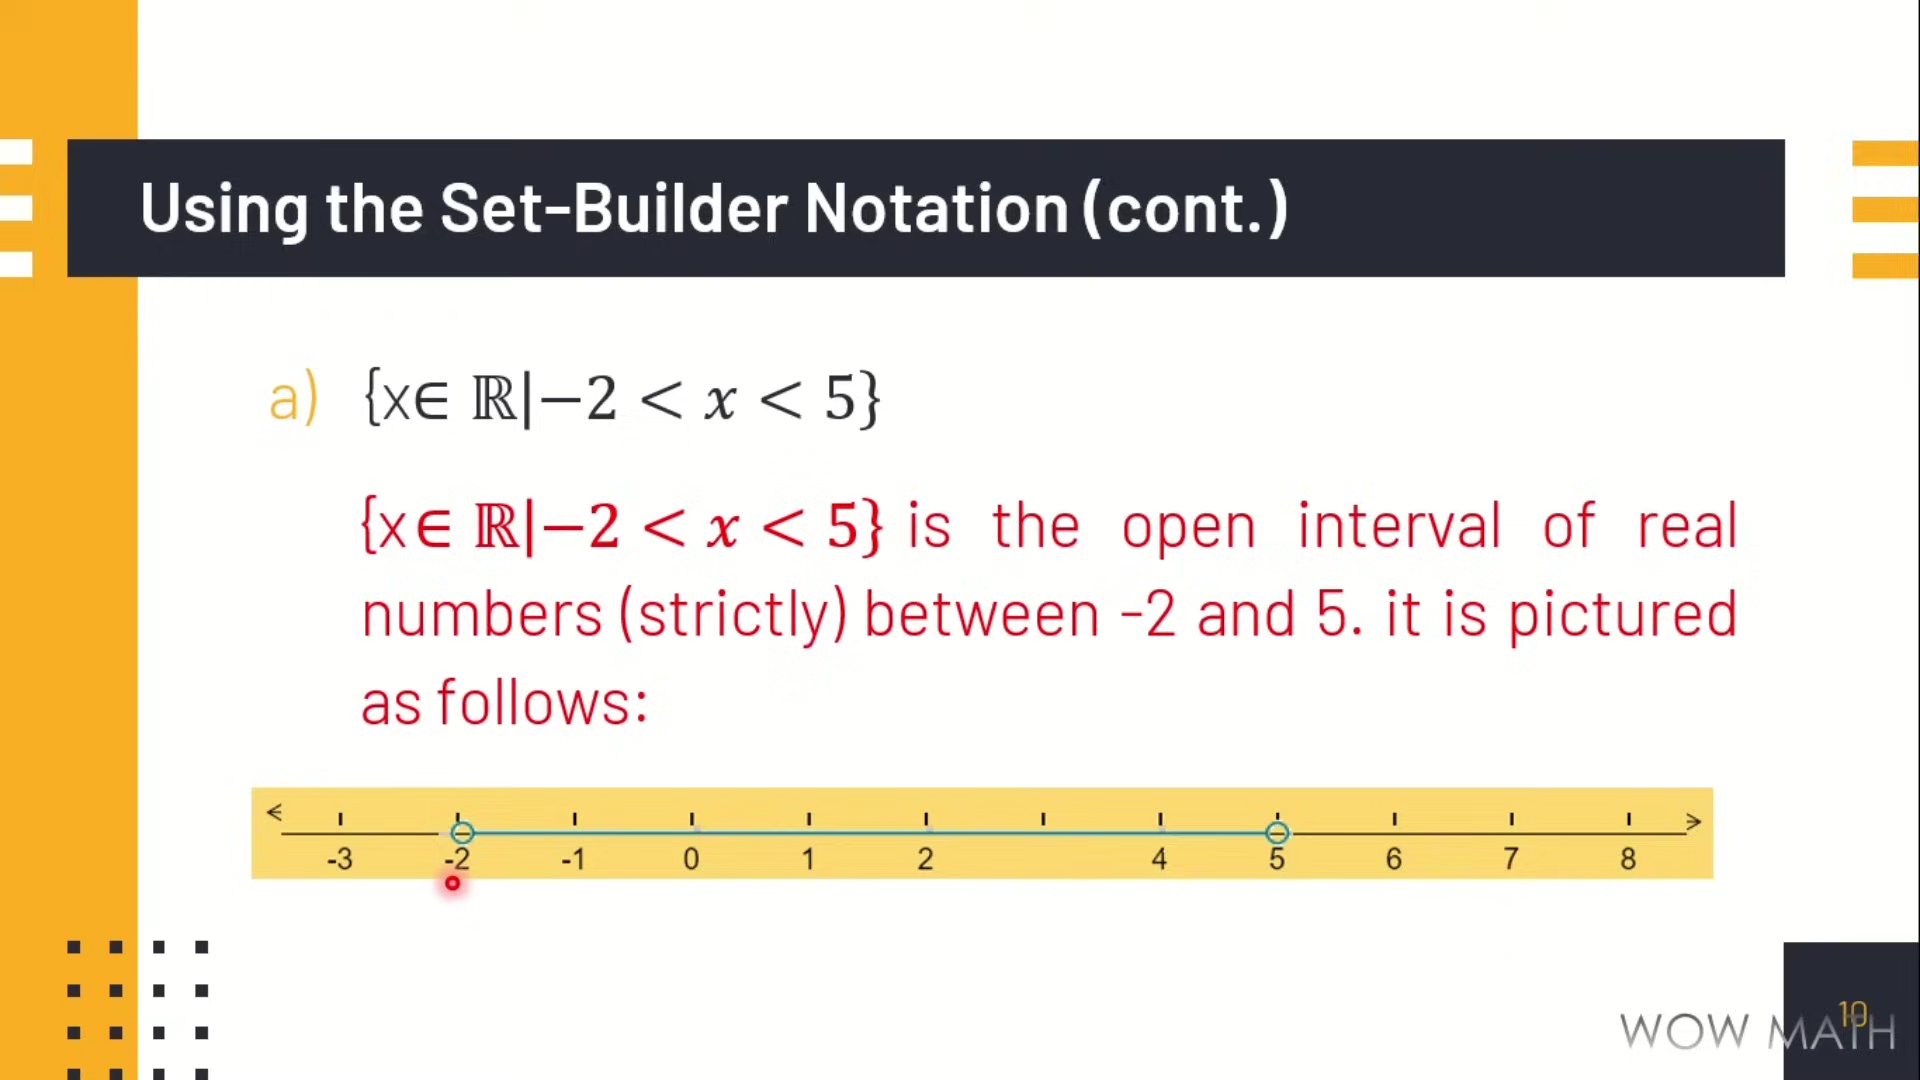 Using the Set-Builder Notation (cont.)
a) {x∈ ℝ|−2 < x < 5}
{x∈ ℝ|−2 < x < 5} is the open interval of real
numbers (strictly) between -2 and 5. it is pictured
as follows:
-3 -2 -1 0 1 2 4 5 6 7 8
10
WOW MATH